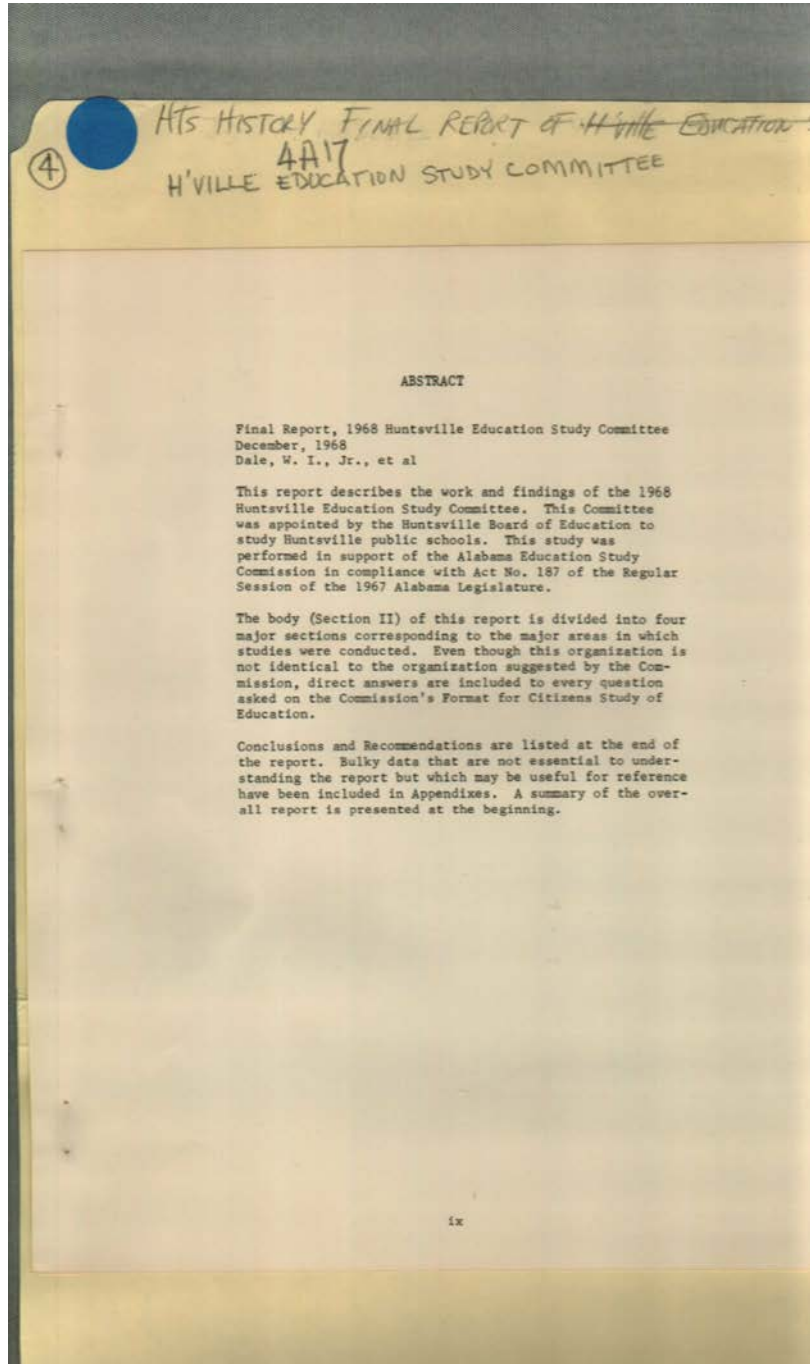 HTS HISTORY FINAL REPORT OF H'VILLE EDUCATION
4A17
④
H'VILLE EDUCATION STUDY COMMITTEE
ABSTRACT
Final Report, 1968 Huntsville Education Study Committee
December, 1968
Dale, W. I., Jr., et al
This report describes the work and findings of the 1968
Huntsville Education Study Committee. This Committee
was appointed by the Huntsville Board of Education to
study Huntsville public schools. This study was
performed in support of the Alabama Education Study
Commission in compliance with Act No. 187 of the Regular
Session of the 1967 Alabama Legislature.
The body (Section II) of this report is divided into four
major sections corresponding to the major areas in which
studies were conducted. Even though this organization is
not identical to the organization suggested by the Com-
mission, direct answers are included to every question
asked on the Commission's Format for Citizens Study of
Education.
Conclusions and Recommendations are listed at the end of
the report. Bulky data that are not essential to under-
standing the report but which may be useful for reference
have been included in Appendixes. A summary of the over-
all report is presented at the beginning.
ix